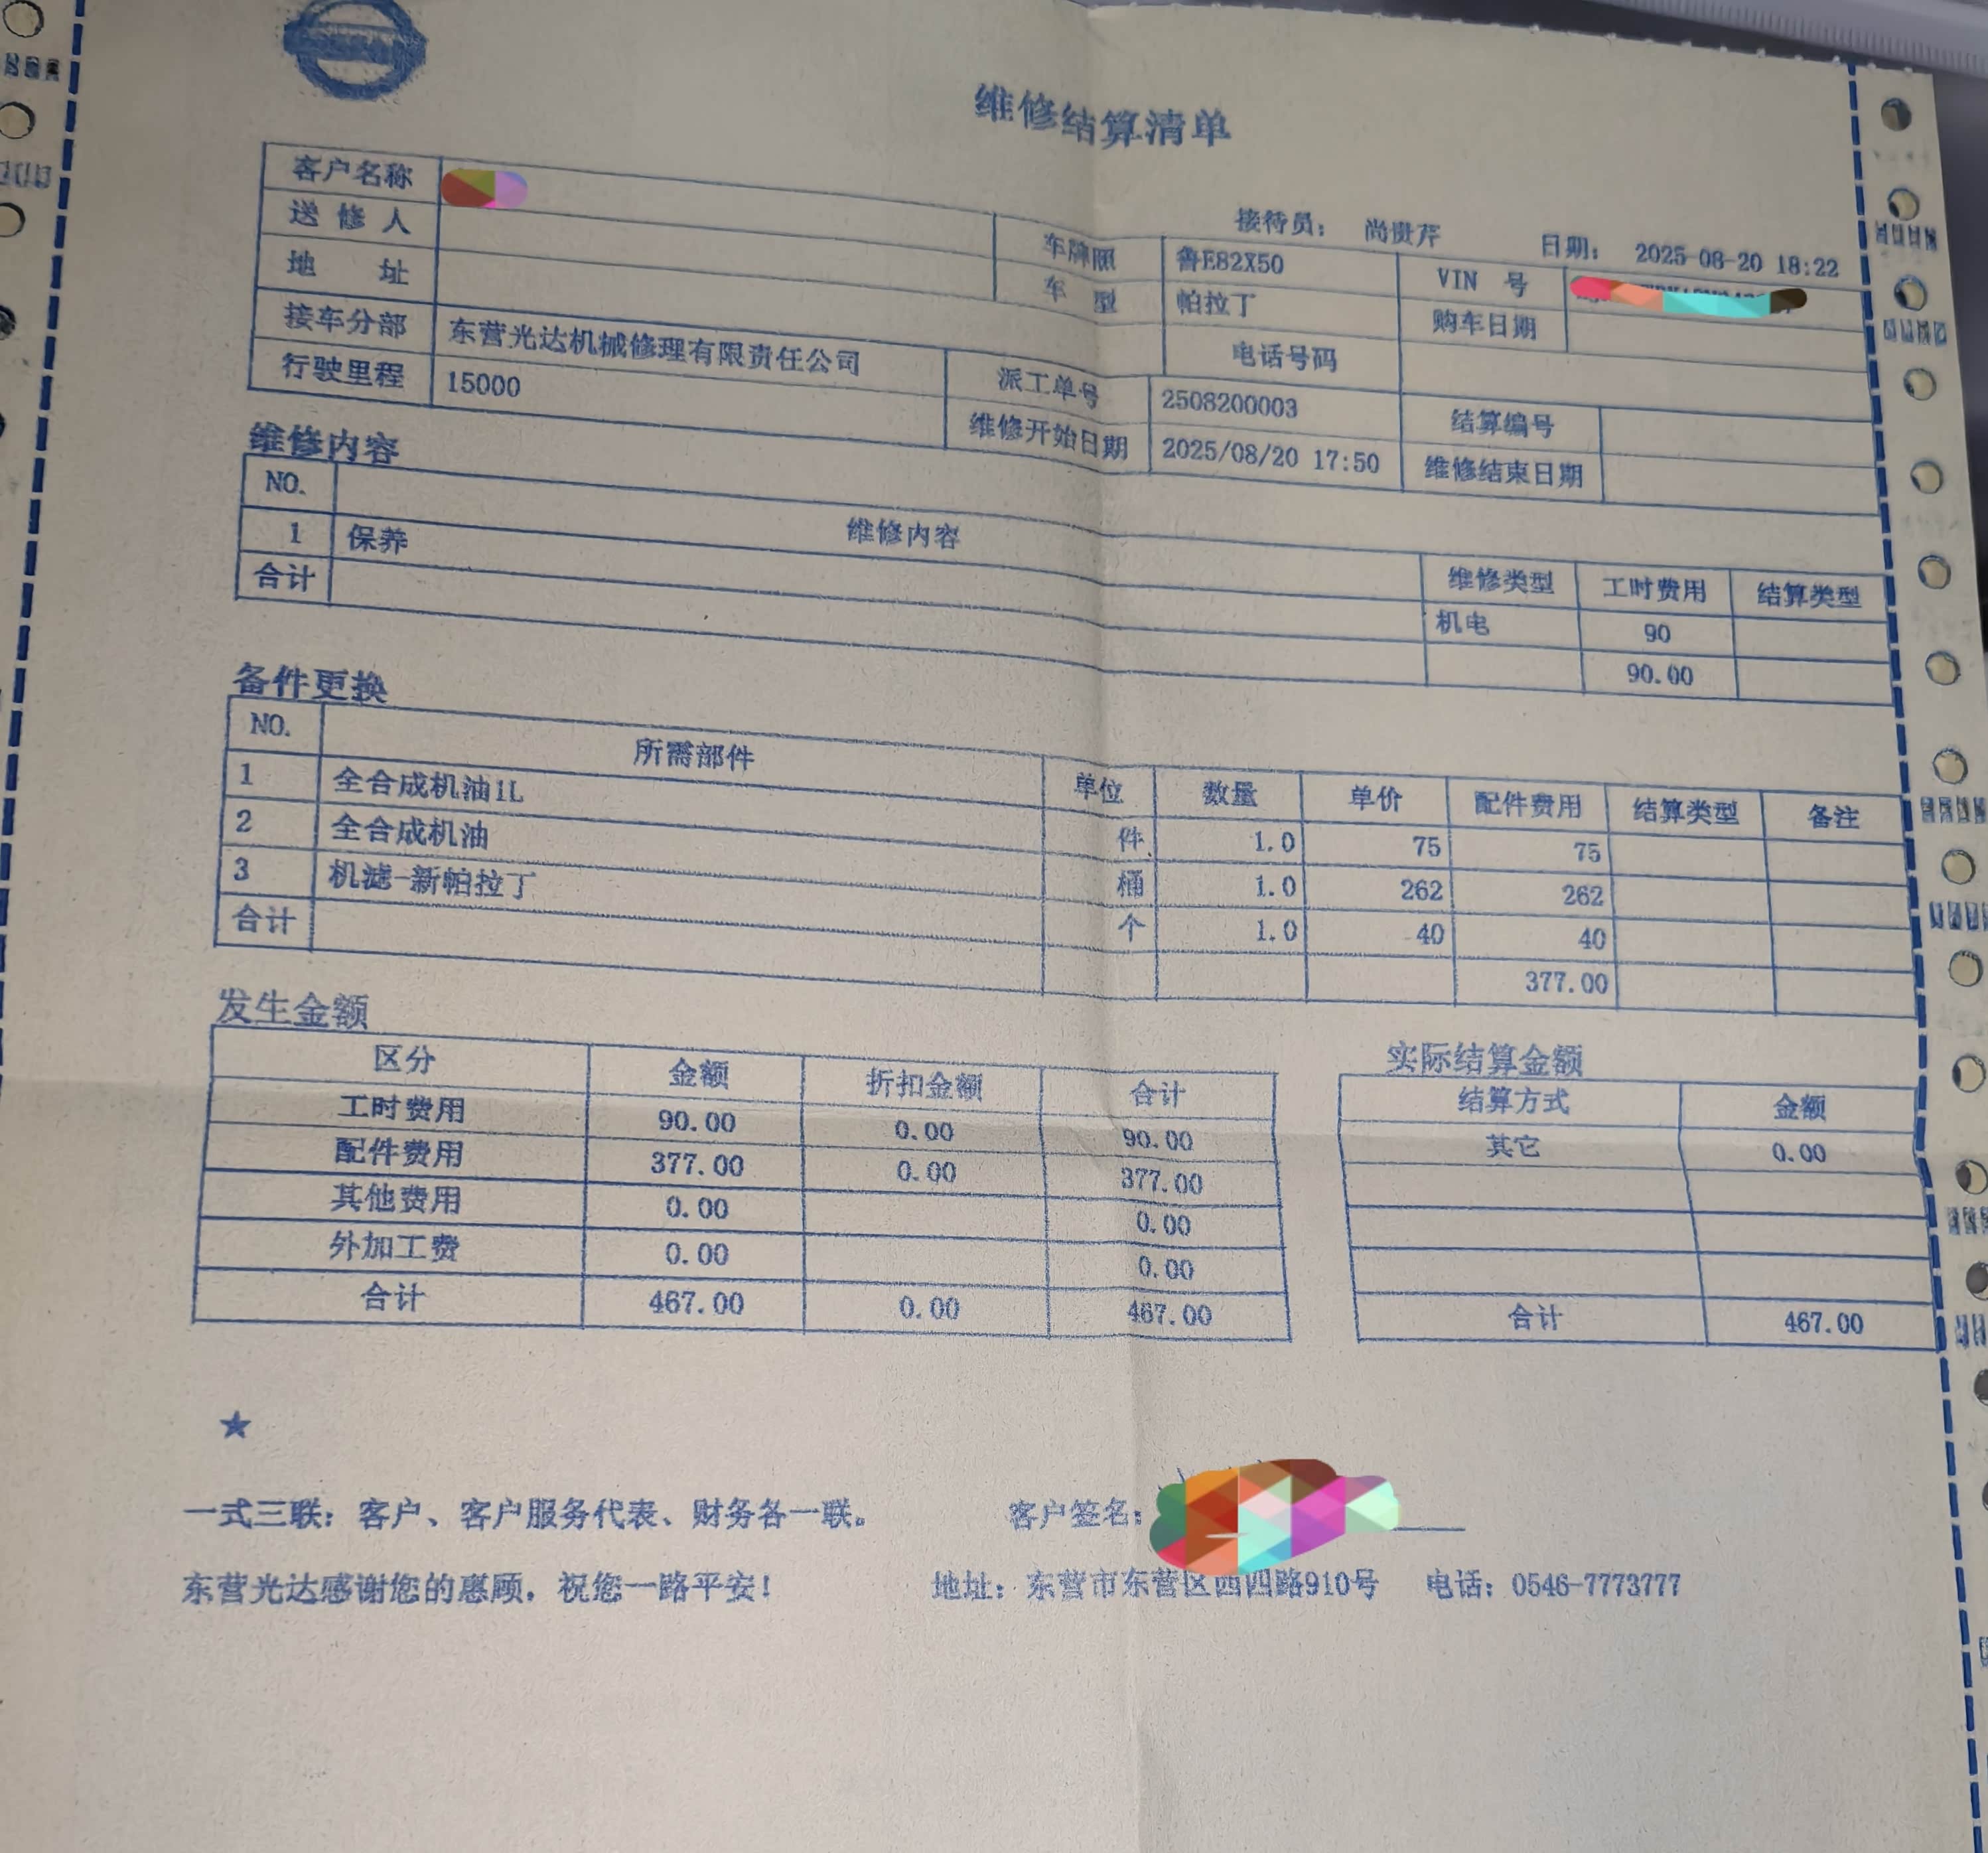 维修结算清单
接待员： 尚贵芹 日期： 2025-08-20 18:22
客户名称
送 修 人 车牌照 鲁E82X50 VIN 号
地 址 车 型 帕拉丁 购车日期
电话号码
接车分部 东营光达机械修理有限责任公司 派工单号 2508200003 结算编号
行驶里程 15000 维修开始日期 2025/08/20 17:50 维修结束日期
维修内容
NO. 维修内容 维修类型 工时费用 结算类型
1 保养 机电 90
合计 90.00
备件更换
NO. 所需部件 单位 数量 单价 配件费用 结算类型 备注
1 全合成机油1L 件 1.0 75 75
2 全合成机油 桶 1.0 262 262
3 机滤-新帕拉丁 个 1.0 40 40
合计 377.00
发生金额 实际结算金额
区分 金额 折扣金额 合计 结算方式 金额
工时费用 90.00 0.00 90.00 其它 0.00
配件费用 377.00 0.00 377.00
其他费用 0.00 0.00
外加工费 0.00 0.00
合计 467.00 0.00 467.00 合计 467.00
★
一式三联：客户、客户服务代表、财务各一联。 客户签名：
东营光达感谢您的惠顾，祝您一路平安！ 地址：东营市东营区西四路910号 电话：0546-7773777